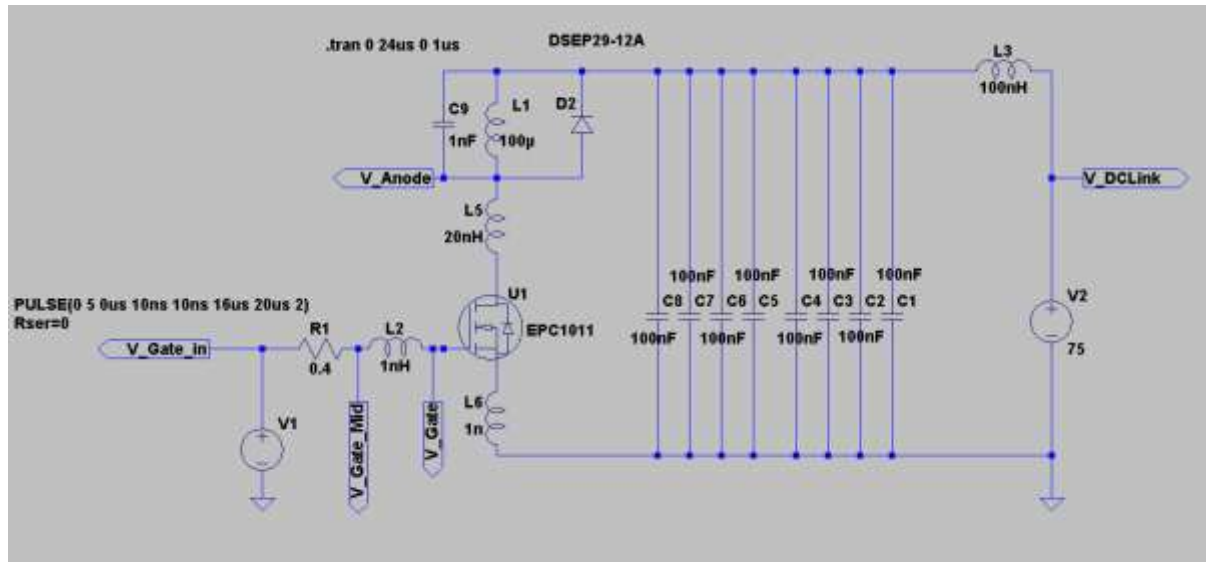 .tran 0 24us 0 1us
DSEP29-12A
L3
100nH
C9
1nF
L1
100µ
D2
V_Anode
V_DCLink
L5
20nH
100nF
100nF
100nF
100nF
PULSE(0 5 0us 10ns 10ns 16us 20us 2)
Rser=0
U1
EPC1011
C8
C7
C6
C5
C4
C3
C2
C1
V2
100nF
100nF
100nF
100nF
75
V_Gate_in
R1
0.4
L2
1nH
L6
1n
V1
V_Gate_Mid
V_Gate